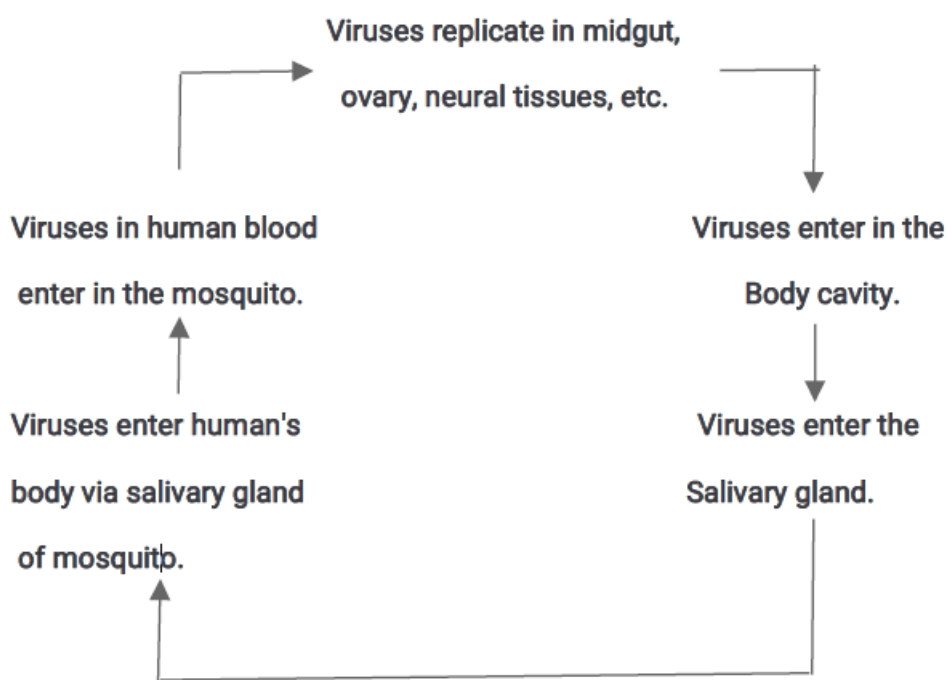 Viruses replicate in midgut,
ovary, neural tissues, etc.
Viruses enter in the
Body cavity.
Viruses enter the
Salivary gland.
Viruses enter human's
body via salivary gland
of mosquito.
Viruses in human blood
enter in the mosquito.